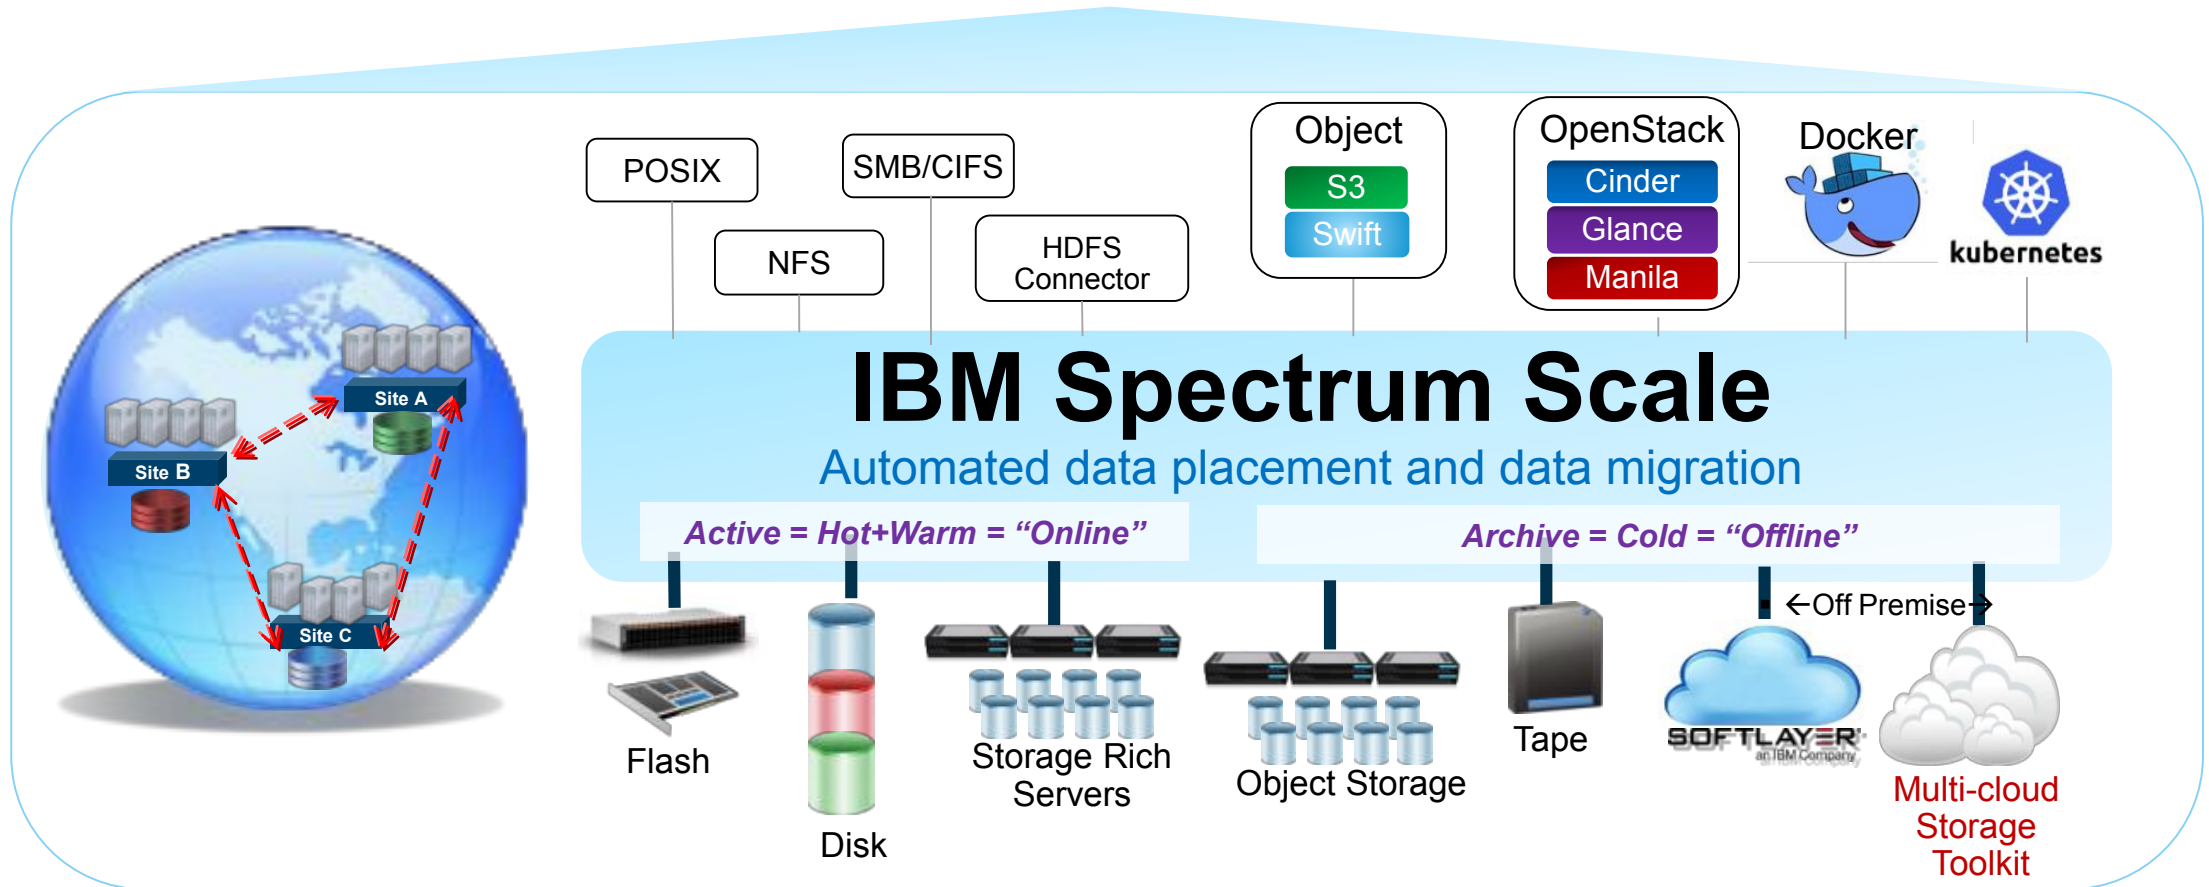 POSIX
SMB/CIFS
NFS
HDFS
Connector
Object
S3
Swift
OpenStack
Cinder
Glance
Manila
Docker
kubernetes
Site A
Site B
Site C
IBM Spectrum Scale
Automated data placement and data migration
Active = Hot+Warm = “Online”
Archive = Cold = “Offline”
←Off Premise→
Flash
Disk
Storage Rich
Servers
Object Storage
Tape
SOFTLAYER
an IBM Company
Multi-cloud
Storage
Toolkit